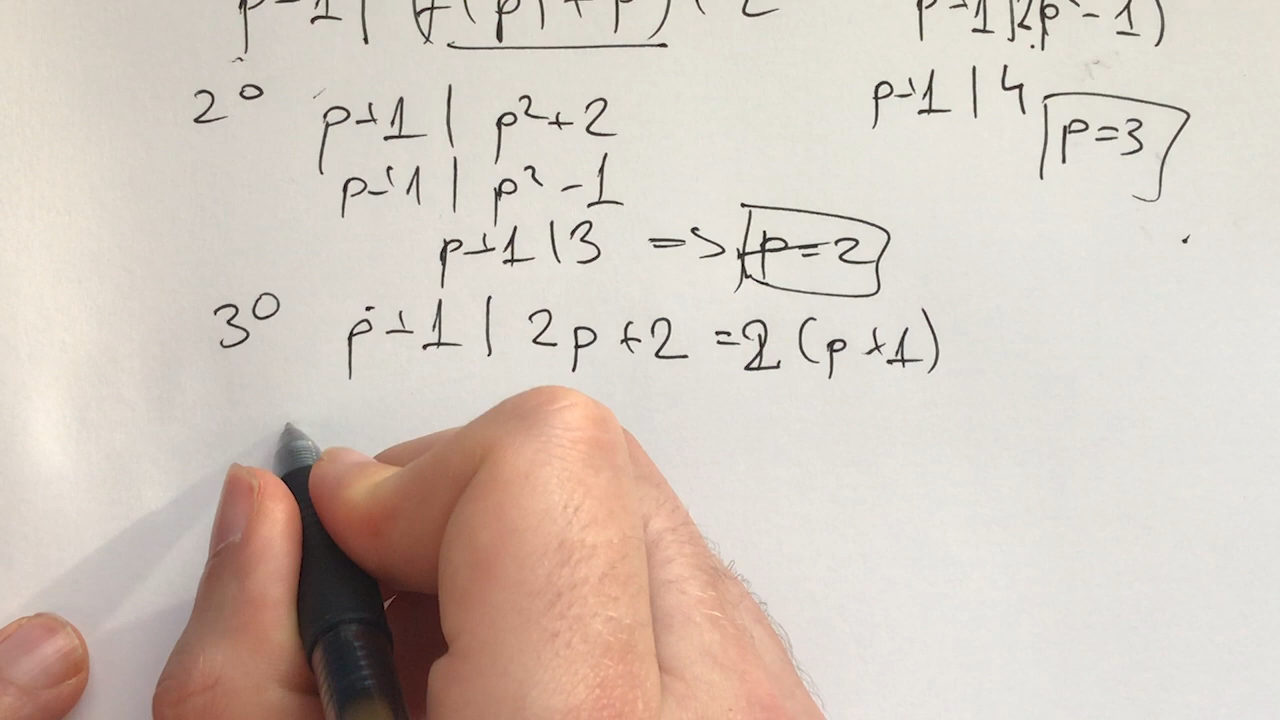 2° p+1 | p²+2
p+1 | 4
p=3
p+1 | p²-1
p+1 | 3 => p=2
3° p+1 | 2p+2 = 2(p+1)